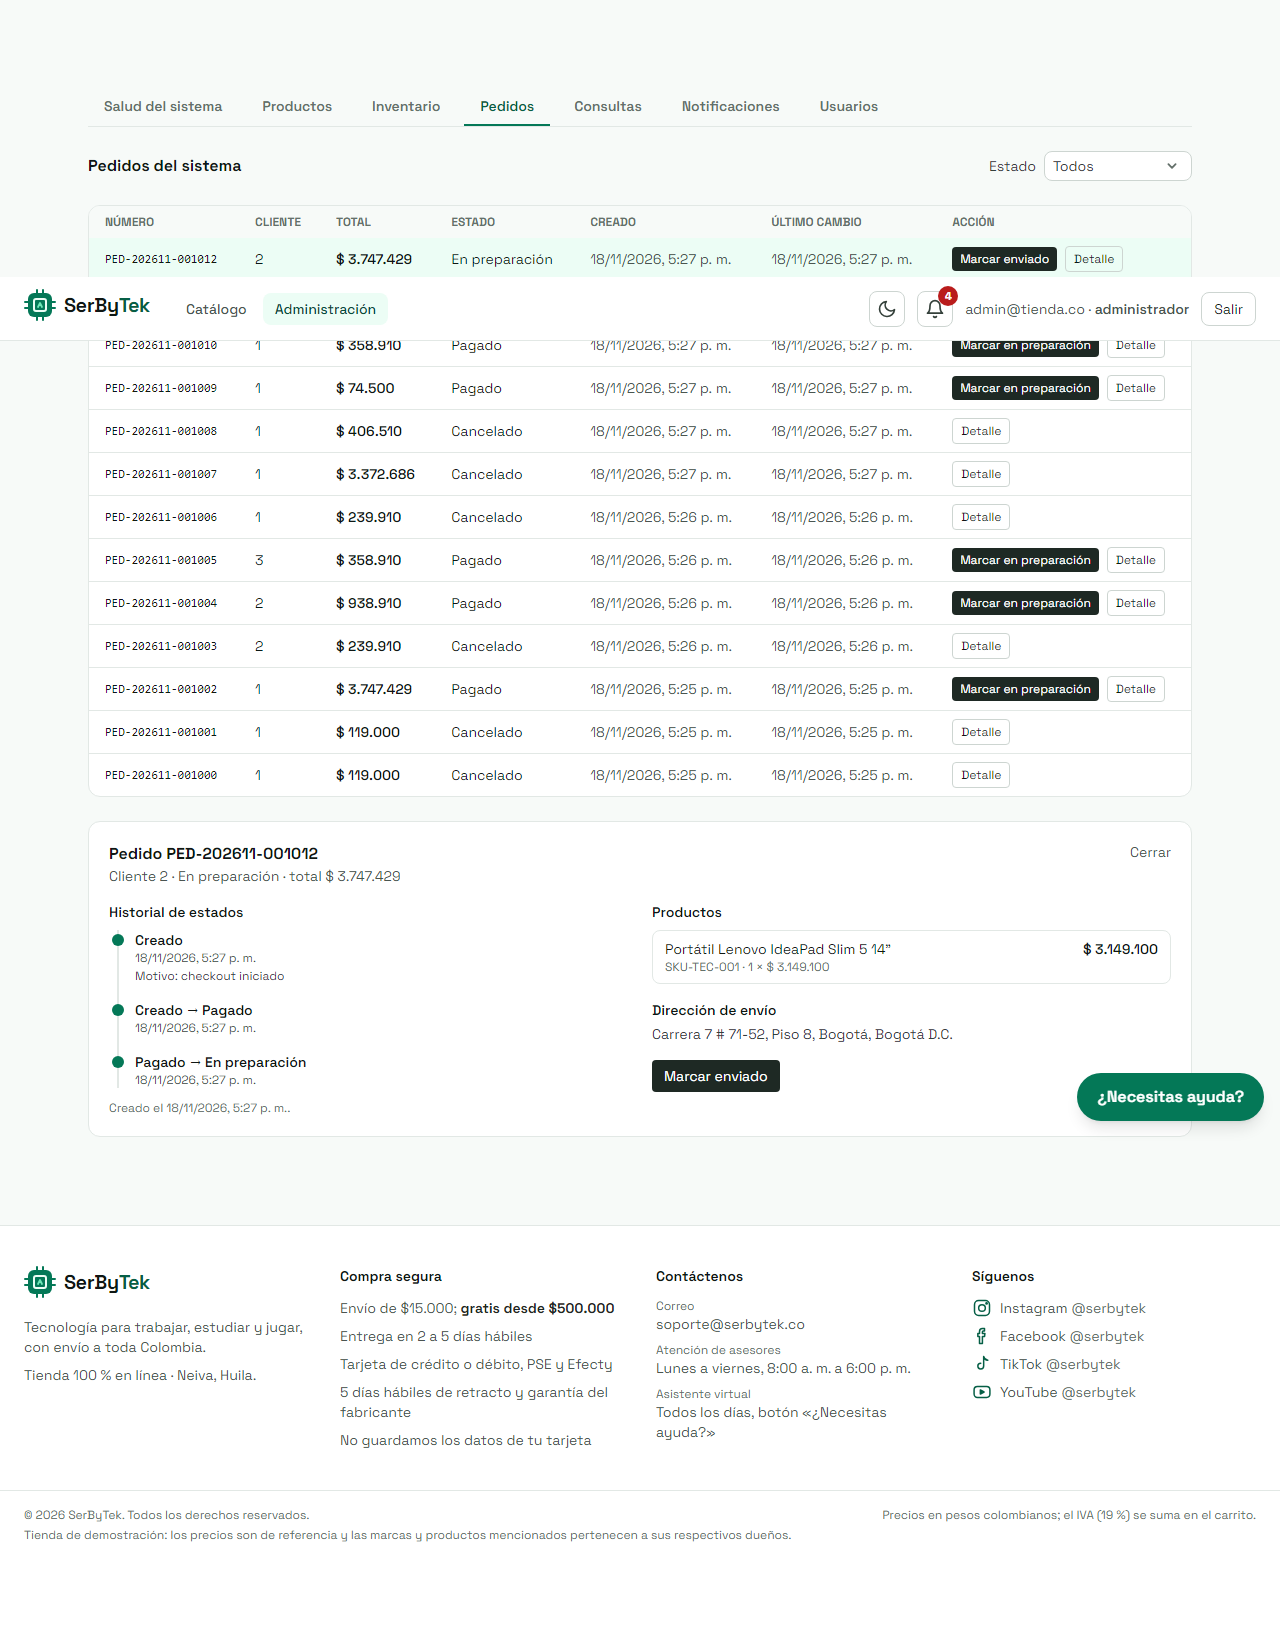 Salud del sistema Productos Inventario Pedidos Consultas Notificaciones Usuarios
Pedidos del sistema Estado Todos
NÚMERO CLIENTE TOTAL ESTADO CREADO ÚLTIMO CAMBIO ACCIÓN
PED-202611-001012 2 $ 3.747.429 En preparación 18/11/2026, 5:27 p. m. 18/11/2026, 5:27 p. m. Marcar enviado Detalle
SerByTek Catálogo Administración 4 admin@tienda.co · administrador Salir
PED-202611-001010 1 $ 358.910 Pagado 18/11/2026, 5:27 p. m. 18/11/2026, 5:27 p. m. Marcar en preparación Detalle
PED-202611-001009 1 $ 74.500 Pagado 18/11/2026, 5:27 p. m. 18/11/2026, 5:27 p. m. Marcar en preparación Detalle
PED-202611-001008 1 $ 406.510 Cancelado 18/11/2026, 5:27 p. m. 18/11/2026, 5:27 p. m. Detalle
PED-202611-001007 1 $ 3.372.686 Cancelado 18/11/2026, 5:27 p. m. 18/11/2026, 5:27 p. m. Detalle
PED-202611-001006 1 $ 239.910 Cancelado 18/11/2026, 5:26 p. m. 18/11/2026, 5:27 p. m. Detalle
PED-202611-001005 3 $ 358.910 Pagado 18/11/2026, 5:26 p. m. 18/11/2026, 5:26 p. m. Marcar en preparación Detalle
PED-202611-001004 2 $ 938.910 Pagado 18/11/2026, 5:26 p. m. 18/11/2026, 5:26 p. m. Marcar en preparación Detalle
PED-202611-001003 2 $ 239.910 Cancelado 18/11/2026, 5:26 p. m. 18/11/2026, 5:26 p. m. Detalle
PED-202611-001002 1 $ 3.747.429 Pagado 18/11/2026, 5:25 p. m. 18/11/2026, 5:25 p. m. Marcar en preparación Detalle
PED-202611-001001 1 $ 119.000 Cancelado 18/11/2026, 5:25 p. m. 18/11/2026, 5:25 p. m. Detalle
PED-202611-001000 1 $ 119.000 Cancelado 18/11/2026, 5:25 p. m. 18/11/2026, 5:25 p. m. Detalle
Pedido PED-202611-001012 Cerrar
Cliente 2 · En preparación · total $ 3.747.429
Historial de estados
Creado
18/11/2026, 5:27 p. m.
Motivo: checkout iniciado
Creado → Pagado
18/11/2026, 5:27 p. m.
Pagado → En preparación
18/11/2026, 5:27 p. m.
Creado el 18/11/2026, 5:27 p. m..
Productos
Portátil Lenovo IdeaPad Slim 5 14” $ 3.149.100
SKU-TEC-001 · 1 × $ 3.149.100
Dirección de envío
Carrera 7 # 71-52, Piso 8, Bogotá, Bogotá D.C.
Marcar enviado
¿Necesitas ayuda?
SerByTek
Tecnología para trabajar, estudiar y jugar,
con envío a toda Colombia.
Tienda 100 % en línea · Neiva, Huila.
Compra segura
Envío de $15.000; gratis desde $500.000
Entrega en 2 a 5 días hábiles
Tarjeta de crédito o débito, PSE y Efecty
5 días hábiles de retracto y garantía del
fabricante
No guardamos los datos de tu tarjeta
Contáctenos
Correo
soporte@serbytek.co
Atención de asesores
Lunes a viernes, 8:00 a. m. a 6:00 p. m.
Asistente virtual
Todos los días, botón «¿Necesitas
ayuda?»
Síguenos
Instagram @serbytek
Facebook @serbytek
TikTok @serbytek
YouTube @serbytek
© 2026 SerByTek. Todos los derechos reservados. Precios en pesos colombianos; el IVA (19 %) se suma en el carrito.
Tienda de demostración: los precios son de referencia y las marcas y productos mencionados pertenecen a sus respectivos dueños.